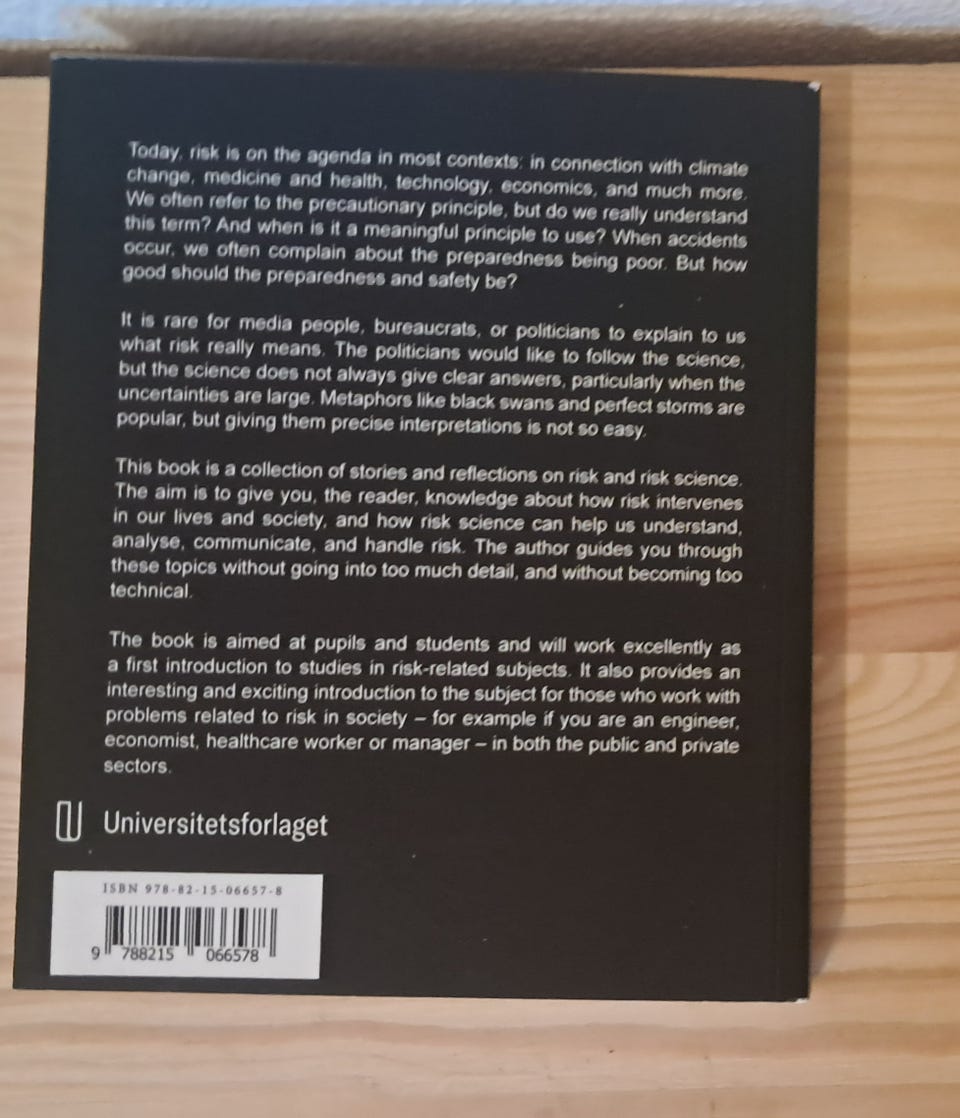 Today, risk is on the agenda in most contexts: in connection with climate
change, medicine and health, technology, economics, and much more.
We often refer to the precautionary principle, but do we really understand
this term? And when is it a meaningful principle to use? When accidents
occur, we often complain about the preparedness being poor. But how
good should the preparedness and safety be?
It is rare for media people, bureaucrats, or politicians to explain to us
what risk really means. The politicians would like to follow the science,
but the science does not always give clear answers, particularly when the
uncertainties are large. Metaphors like black swans and perfect storms are
popular, but giving them precise interpretations is not so easy.
This book is a collection of stories and reflections on risk and risk science.
The aim is to give you, the reader, knowledge about how risk intervenes
in our lives and society, and how risk science can help us understand,
analyse, communicate, and handle risk. The author guides you through
these topics without going into too much detail, and without becoming too
technical.
The book is aimed at pupils and students and will work excellently as
a first introduction to studies in risk-related subjects. It also provides an
interesting and exciting introduction to the subject for those who work with
problems related to risk in society – for example if you are an engineer,
economist, healthcare worker or manager – in both the public and private
sectors.
Universitetsforlaget
ISBN 978-82-15-06657-8
9 788215 066578